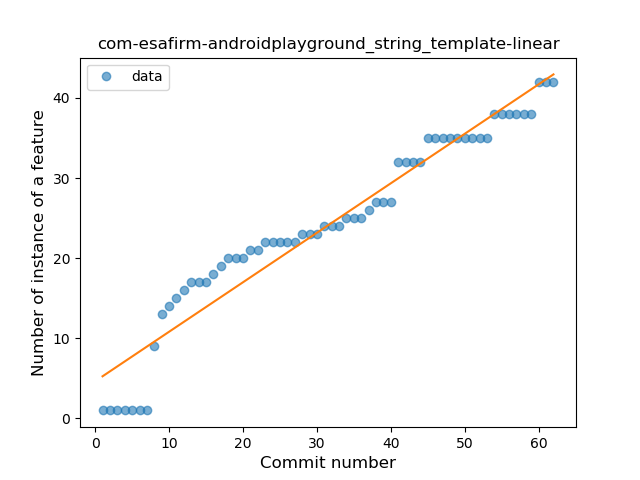 com-esafirm-androidplayground_string_template-linear
data
Number of instance of a feature
40
30
20
10
0
0 10 20 30 40 50 60
Commit number